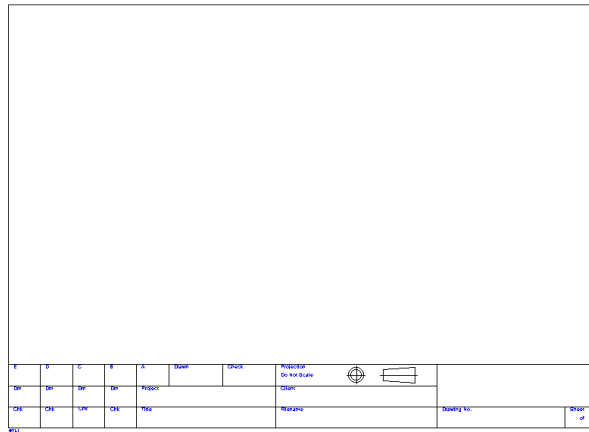 E D C B A Drawn Check Projection
Do Not Scale
Drn Drn Drn Drn Project Client
Chk Chk Chk Chk Title Filename Drawing No. Sheet
of